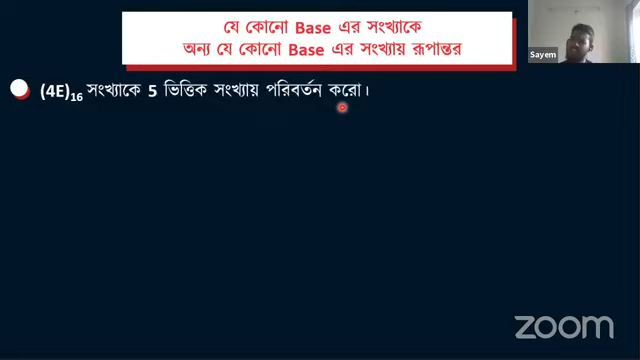 যে কোনো Base এর সংখ্যাকে
অন্য যে কোনো Base এর সংখ্যায় রূপান্তর
Sayem
(4E)16 সংখ্যাকে 5 ভিত্তিক সংখ্যায় পরিবর্তন করো।
zoom